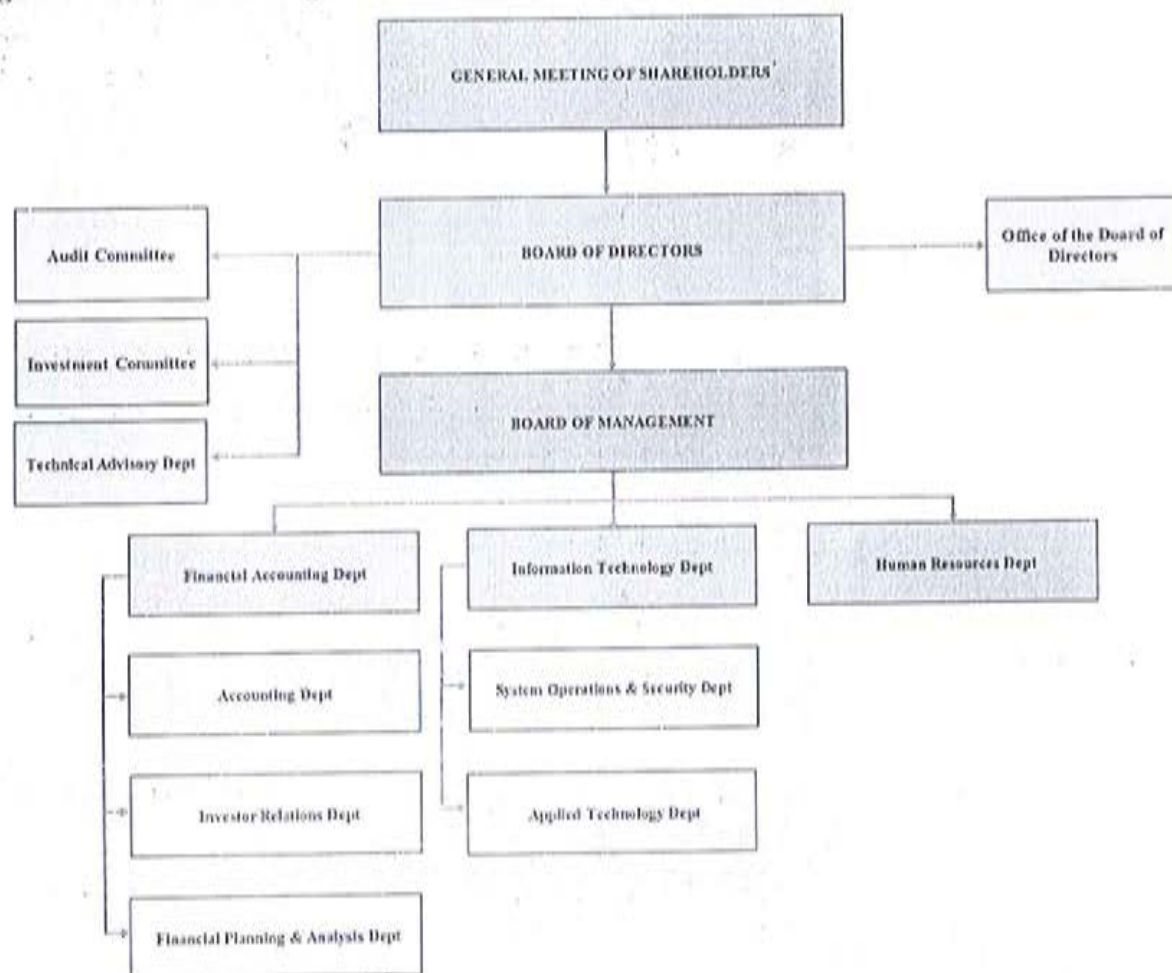 GENERAL MEETING OF SHAREHOLDERS'
Audit Committee
BOARD OF DIRECTORS
Office of the Board of
Directors
Investment Committee
BOARD OF MANAGEMENT
Technical Advisory Dept
Financial Accounting Dept
Information Technology Dept
Human Resources Dept
Accounting Dept
System Operations & Security Dept
Investor Relations Dept
Applied Technology Dept
Financial Planning & Analysis Dept